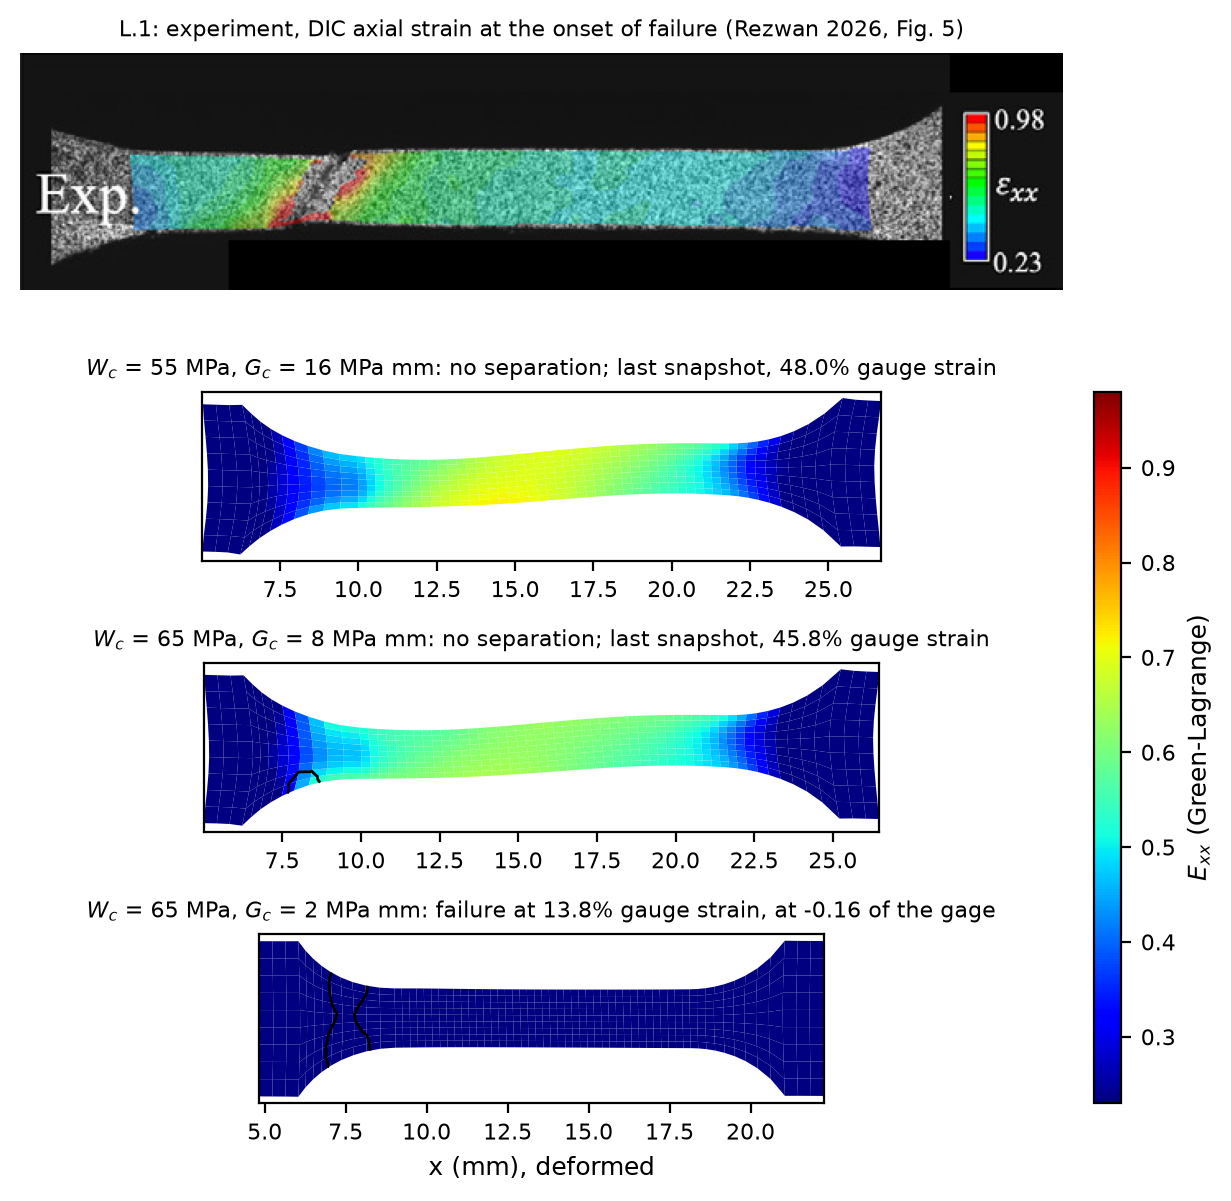 L.1: experiment, DIC axial strain at the onset of failure (Rezwan 2026, Fig. 5)
Exp.
0.98
εxx
0.23
Wc = 55 MPa, Gc = 16 MPa mm: no separation; last snapshot, 48.0% gauge strain
7.5 10.0 12.5 15.0 17.5 20.0 22.5 25.0
Wc = 65 MPa, Gc = 8 MPa mm: no separation; last snapshot, 45.8% gauge strain
7.5 10.0 12.5 15.0 17.5 20.0 22.5 25.0
Wc = 65 MPa, Gc = 2 MPa mm: failure at 13.8% gauge strain, at -0.16 of the gage
5.0 7.5 10.0 12.5 15.0 17.5 20.0
x (mm), deformed
0.9
0.8
0.7
0.6
0.5
0.4
0.3
Exx (Green-Lagrange)